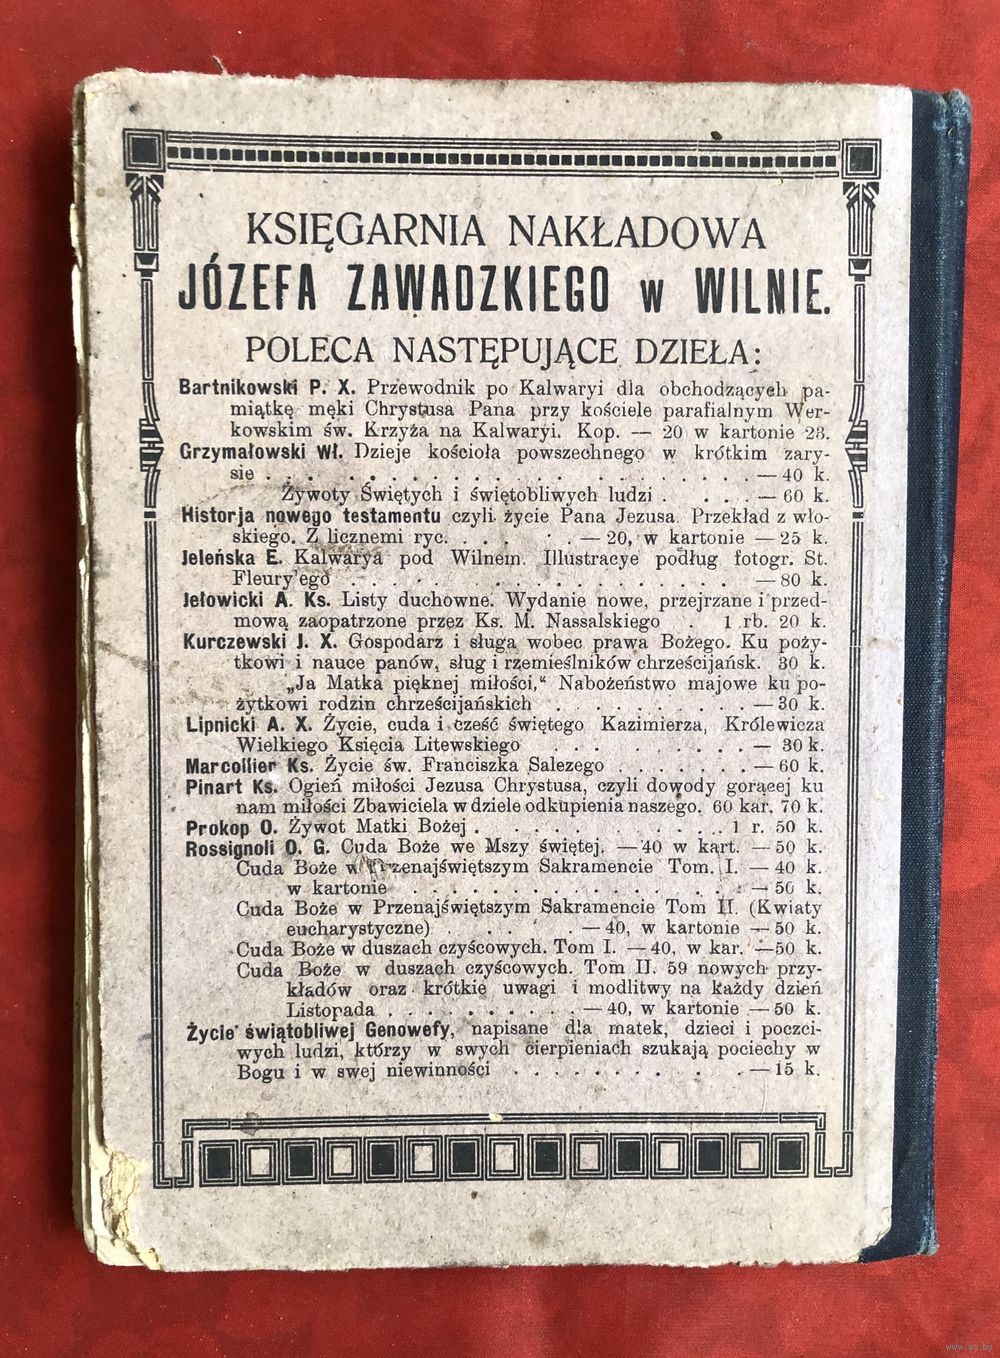 KSIĘGARNIA NAKŁADOWA
JÓZEFA ZAWADZKIEGO w WILNIE.
POLECA NASTĘPUJĄCE DZIEŁA:
Bartnikowski P. X. Przewodnik po Kalwaryi dla obchodzących pa-
miątkę męki Chrystusa Pana przy kościele parafialnym Wer-
kowskim św. Krzyża na Kalwaryi. Kop. — 20 w kartonie 23.
Grzymałowski Wł. Dzieje kościoła powszechnego w krótkim zary-
sie . . . . . . . . . . . . . . . . . . . — 40 k.
Żywoty Świętych i świętobliwych ludzi . . . . . — 60 k.
Historja nowego testamentu czyli życie Pana Jezusa. Przekład z wło-
skiego. Z licznemi ryc. . . . . . . — 20, w kartonie — 25 k.
Jeleńska E. Kalwarya pod Wilnem. Illustracye podług fotogr. St.
Fleury'ego . . . . . . . . . . . . . . . . — 80 k.
Jełowicki A. Ks. Listy duchowne. Wydanie nowe, przejrzane i przed-
mową zaopatrzone przez Ks. M. Nassalskiego . 1 rb. 20 k.
Kurczewski J. X. Gospodarz i sługa wobec prawa Bożego. Ku poży-
tkowi i nauce panów, sług i rzemieślników chrześcijańsk. 30 k.
„Ja Matka pięknej miłości,“ Nabożeństwo majowe ku po-
żytkowi rodzin chrześcijańskich . . . . . . . . — 30 k.
Lipnicki A. X. Życie, cuda i cześć świętego Kazimierza, Królewicza
Wielkiego Księcia Litewskiego . . . . . . . . — 30 k.
Marcollier Ks. Życie św. Franciszka Salezego . . . . . . . — 60 k.
Pinart Ks. Ogień miłości Jezusa Chrystusa, czyli dowody gorącej ku
nam miłości Zbawiciela w dziele odkupienia naszego. 60 kar. 70 k.
Prokop O. Żywot Matki Bożej . . . . . . . . . . . . 1 r. 50 k.
Rossignoli O. G. Cuda Boże we Mszy świętej. — 40 w kart. — 50 k.
Cuda Boże w Przenajświętszym Sakramencie Tom. I. — 40 k.
w kartonie . . . . . . . . . . . . . . . — 50 k.
Cuda Boże w Przenajświętszym Sakramencie Tom II. (Kwiaty
eucharystyczne) . . . . . . . — 40, w kartonie — 50 k.
Cuda Boże w duszach czyścowych. Tom I. — 40, w kar. — 50 k.
Cuda Boże w duszach czyścowych. Tom II. 59 nowych przy-
kładów oraz krótkie uwagi i modlitwy na każdy dzień
Listopada . . . . . . . . . . — 40, w kartonie — 50 k.
Życie świątobliwej Genowefy, napisane dla matek, dzieci i poczci-
wych ludzi, którzy w swych cierpieniach szukają pociechy w
Bogu i w swej niewinności . . . . . . . . . . — 15 k.
www.ay.by